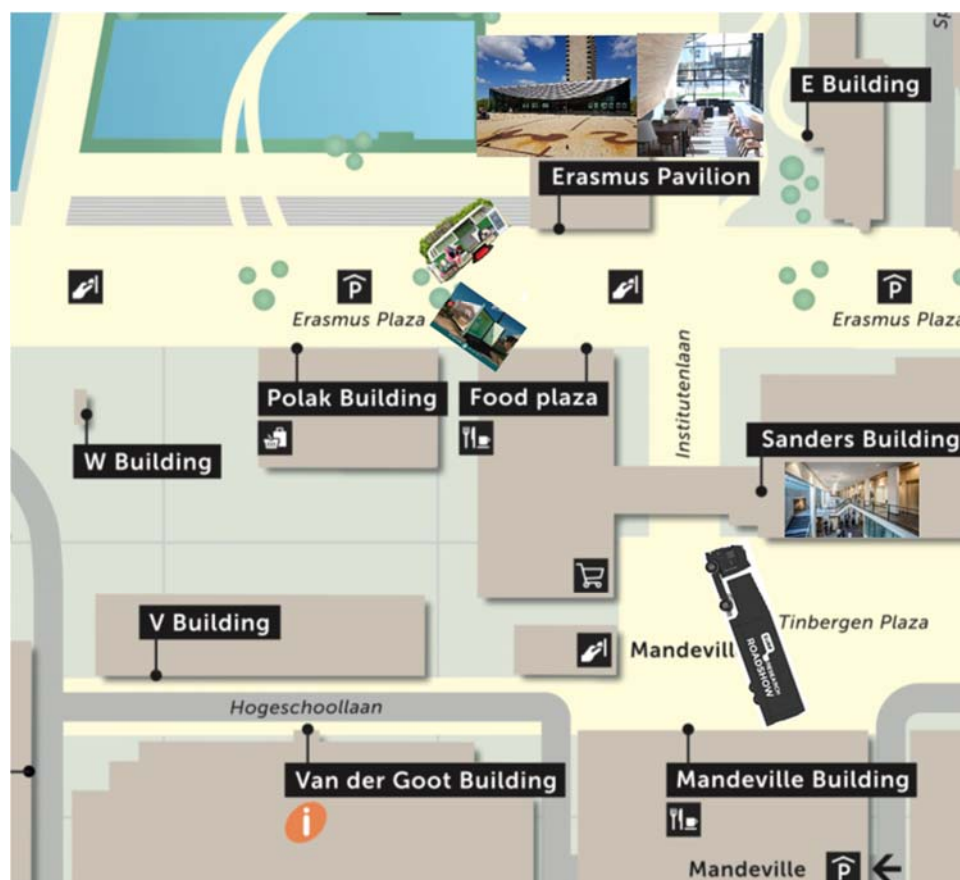 Sp
E Building
Erasmus Pavilion
P
P
Erasmus Plaza
Erasmus Plaza
Institutenlaan
Polak Building
Food plaza
Sanders Building
W Building
V Building
Mandevill
Tinbergen Plaza
ROADSHOW
Hogeschoollaan
Van der Goot Building
Mandeville Building
i
Mandeville
P